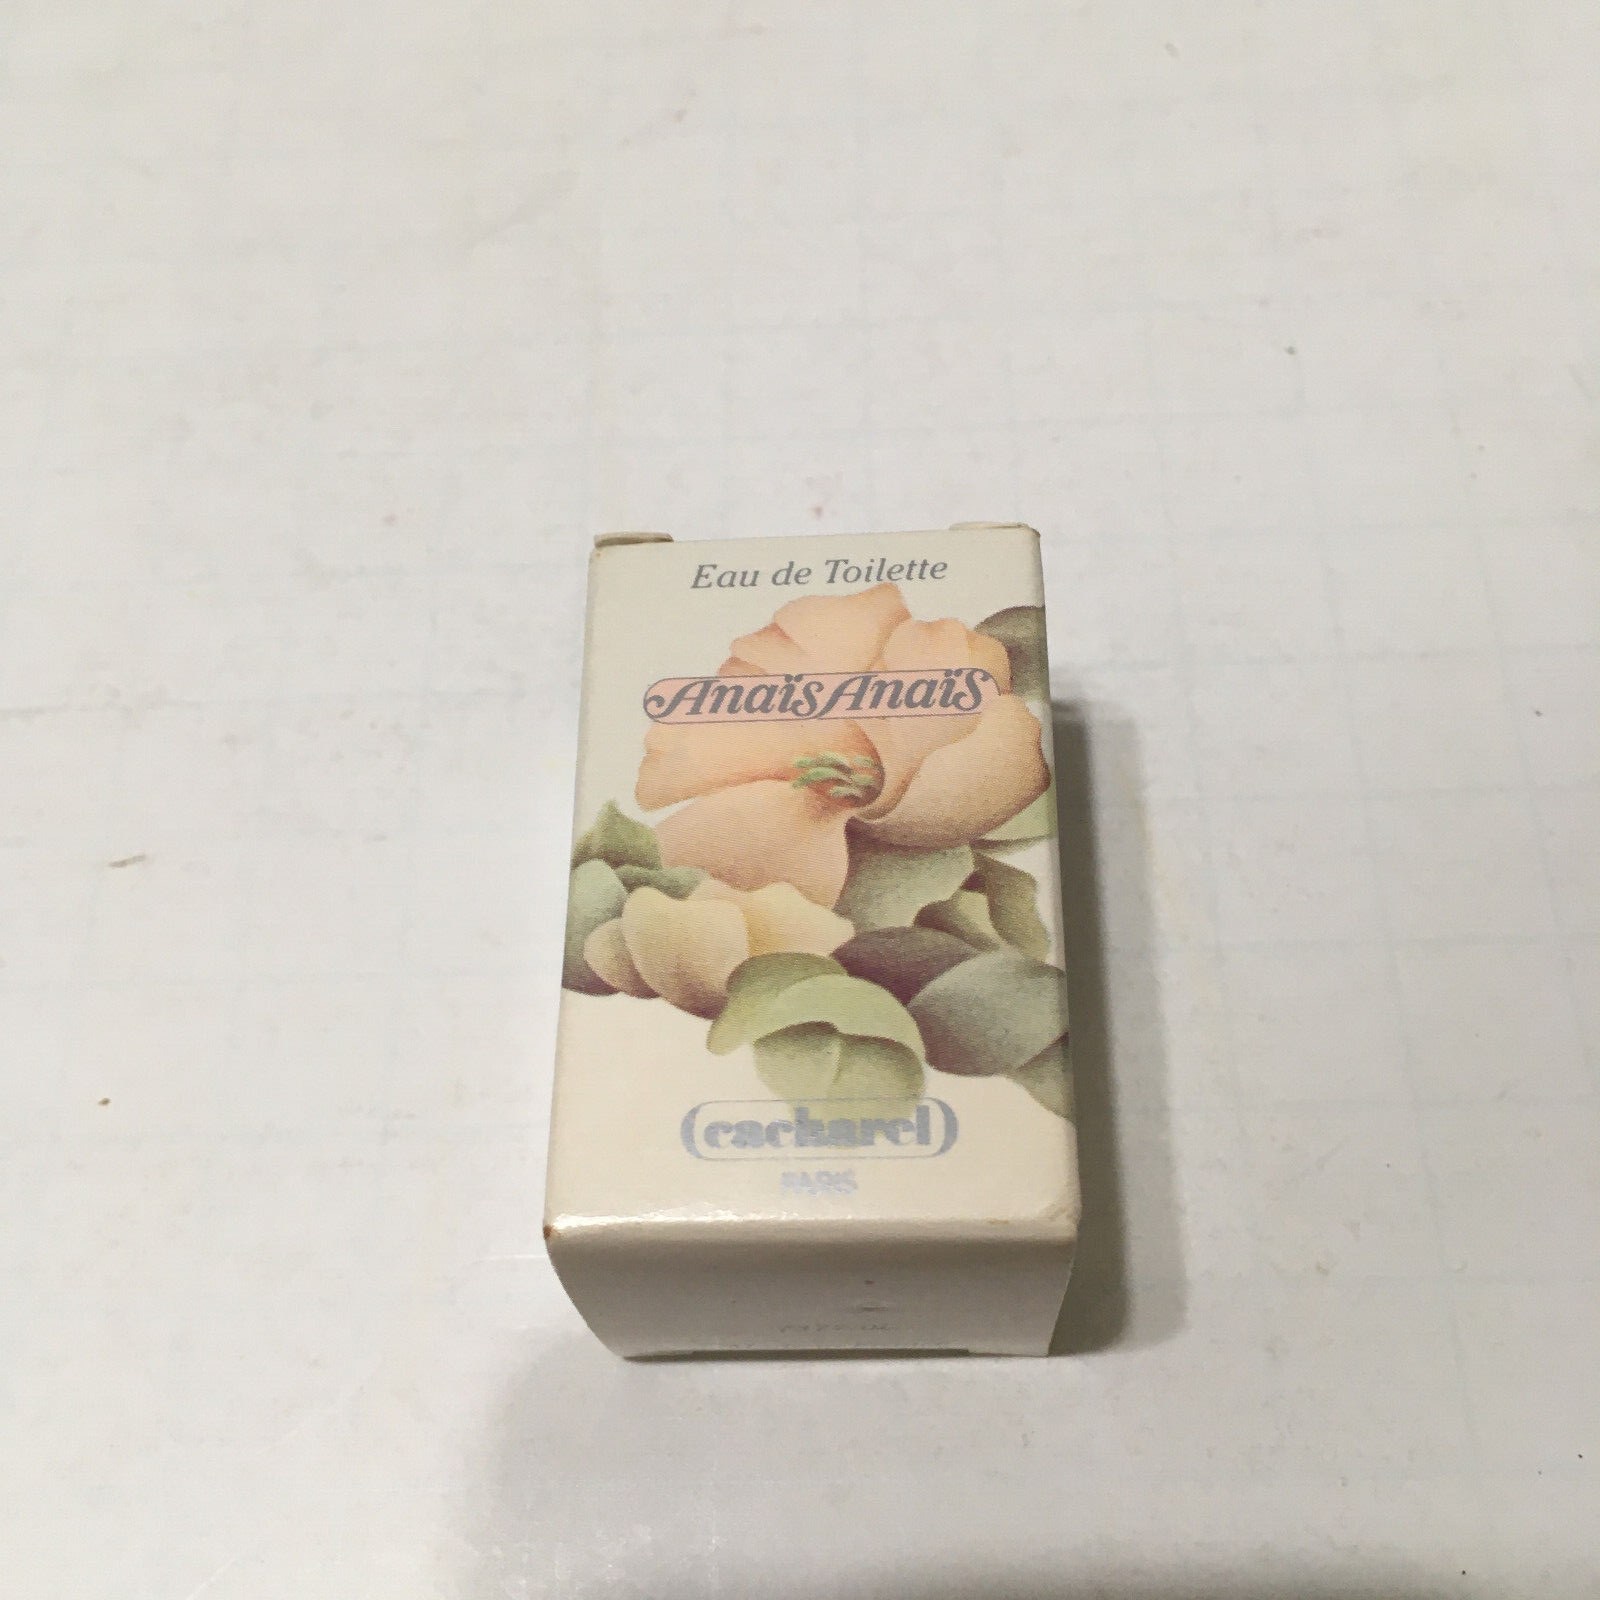 Eau de Toilette
Anaïs Anaïs
cacharel
PARIS